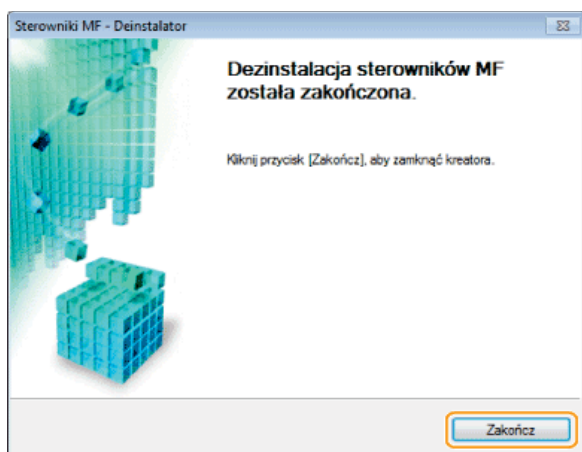 Sterowniki MF - Deinstalator
Dezinstalacja sterowników MF
została zakończona.
Kliknij przycisk [Zakończ], aby zamknąć kreatora.
Zakończ